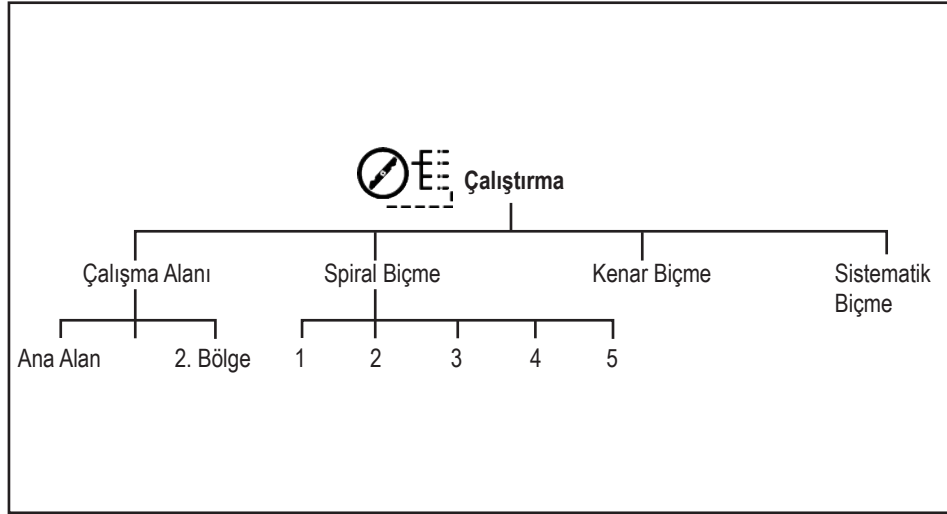 Çalıştırma
Çalışma Alanı
Spiral Biçme
Kenar Biçme
Sistematik
Biçme
Ana Alan
2. Bölge
1
2
3
4
5